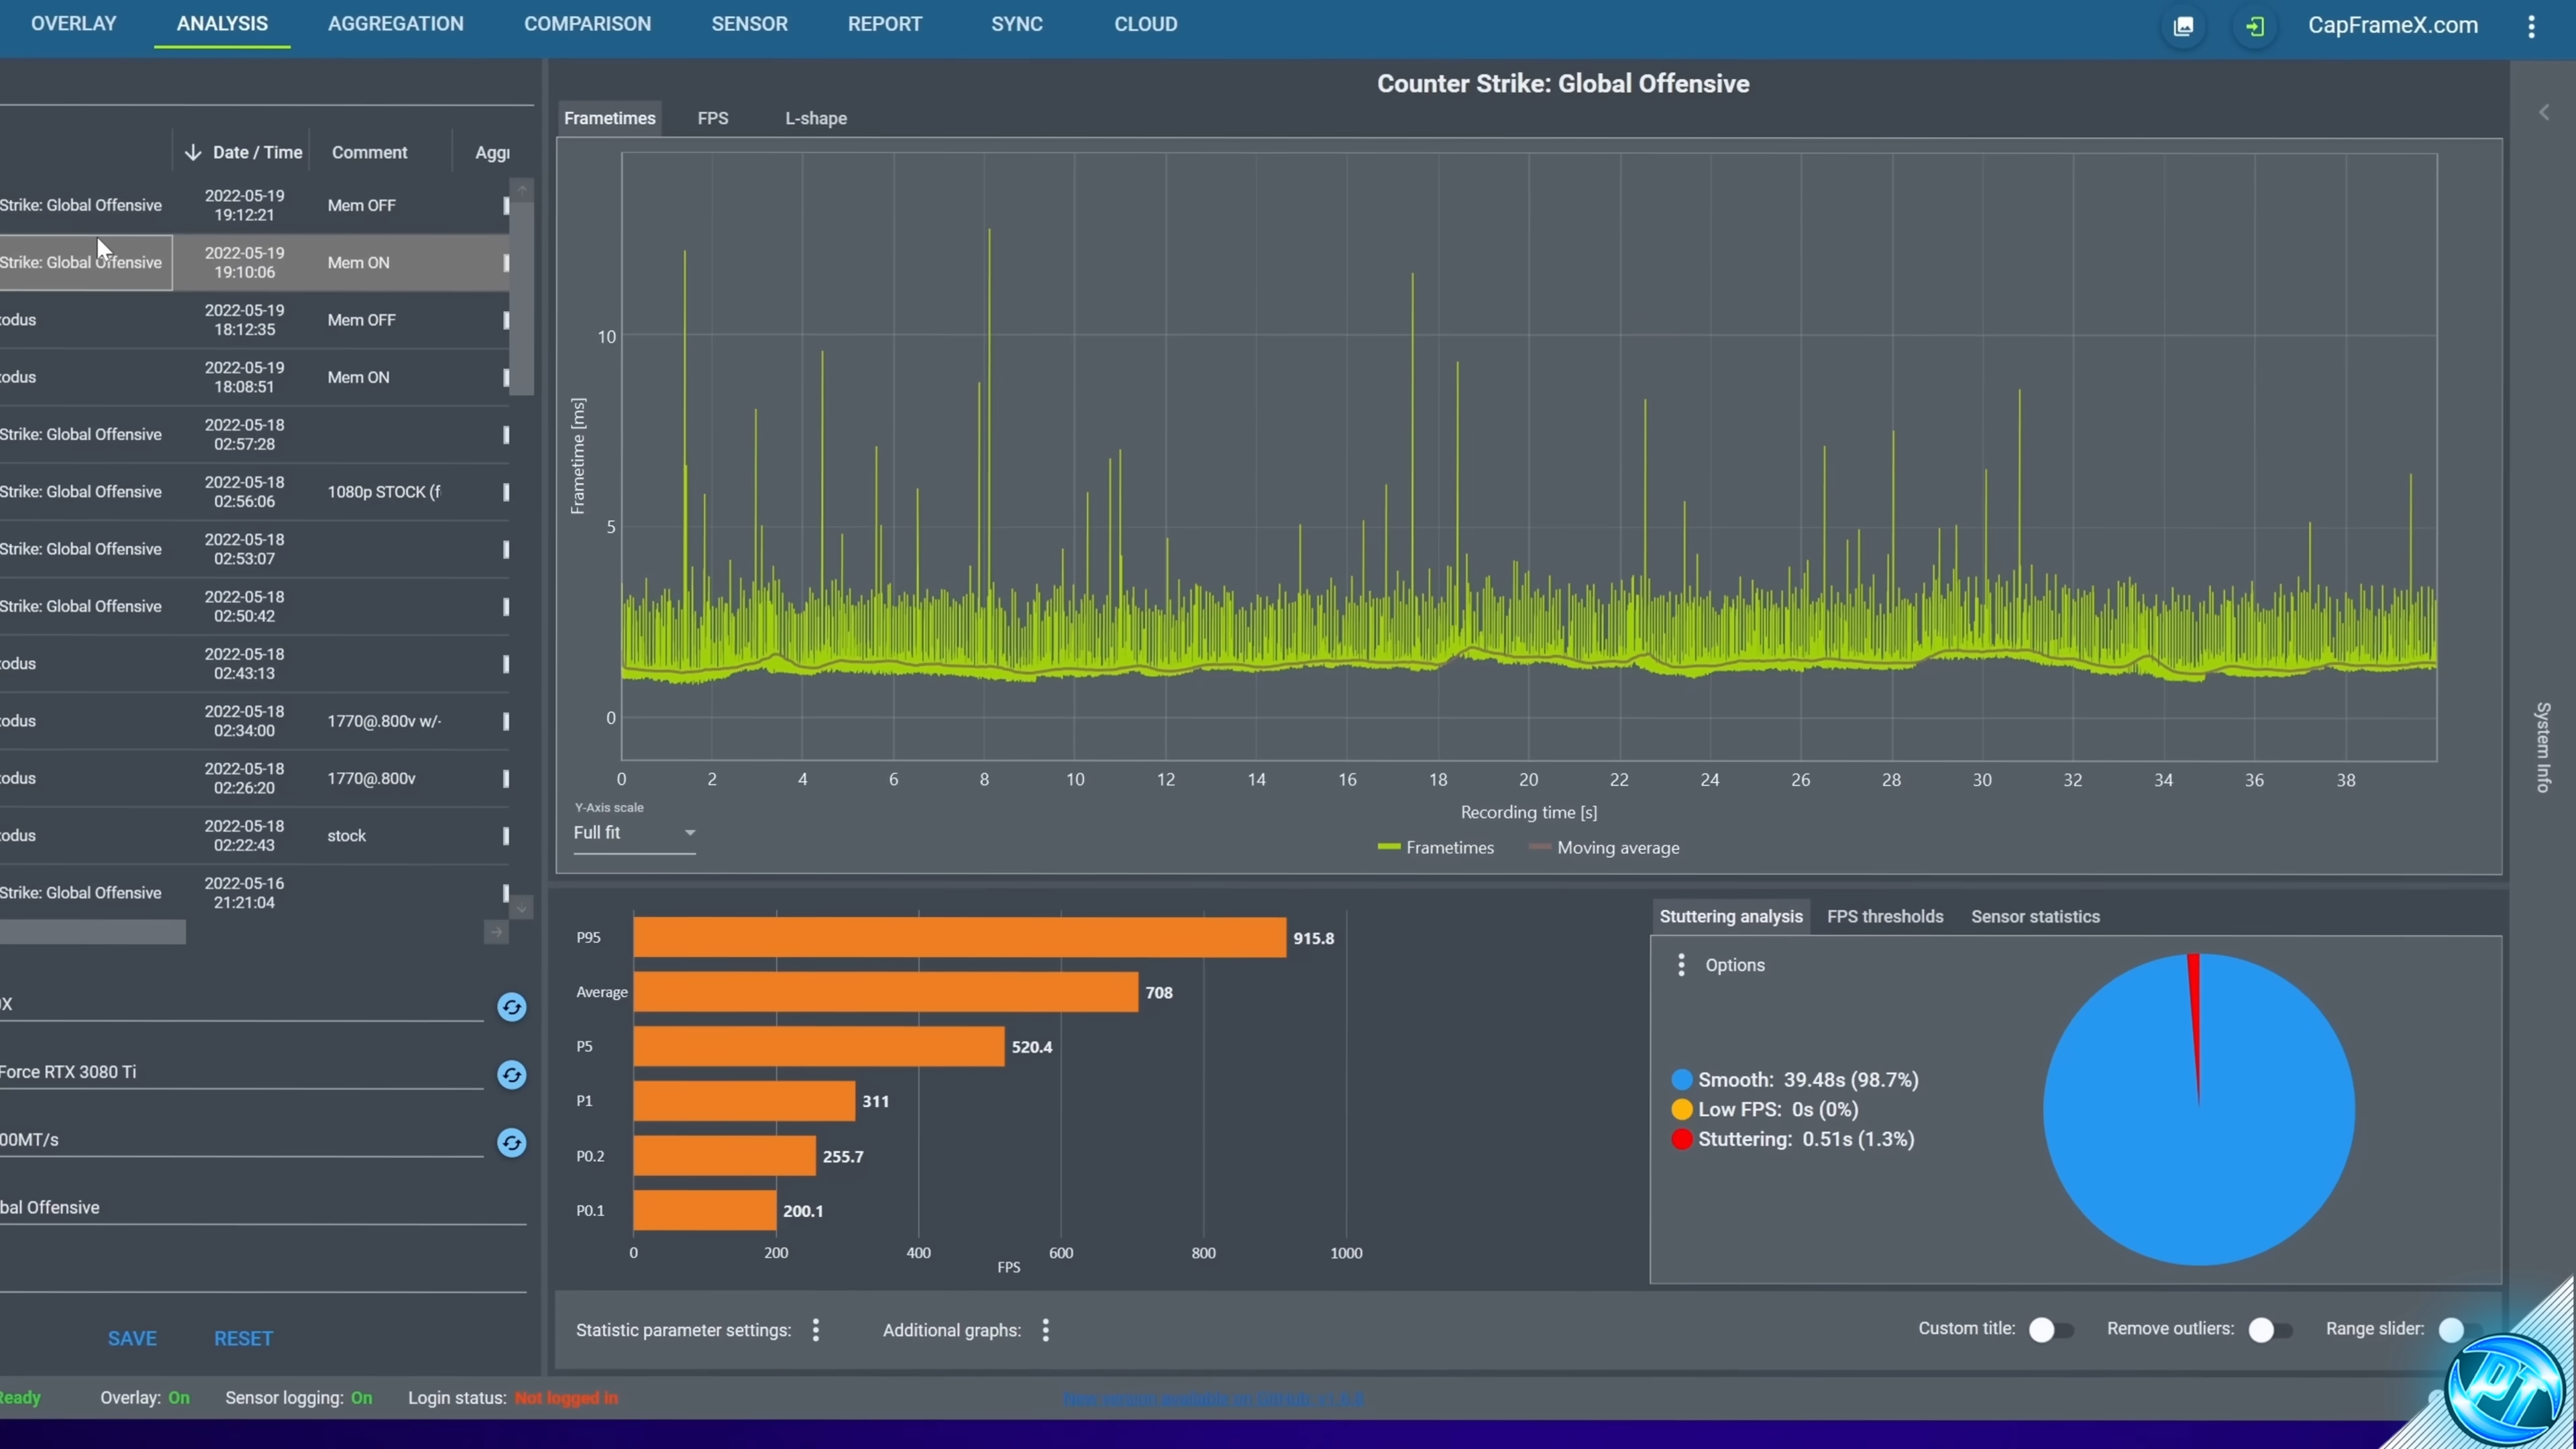 OVERLAY ANALYSIS AGGREGATION COMPARISON SENSOR REPORT SYNC CLOUD CapFrameX.com
Date / Time Comment Aggr
Strike: Global Offensive 2022-05-19 19:12:21 Mem OFF
Strike: Global Offensive 2022-05-19 19:10:06 Mem ON
odus 2022-05-19 18:12:35 Mem OFF
odus 2022-05-19 18:08:51 Mem ON
Strike: Global Offensive 2022-05-18 02:57:28
Strike: Global Offensive 2022-05-18 02:56:06 1080p STOCK (f
Strike: Global Offensive 2022-05-18 02:53:07
Strike: Global Offensive 2022-05-18 02:50:42
odus 2022-05-18 02:43:13
odus 2022-05-18 02:34:00 1770@.800v w/-
odus 2022-05-18 02:26:20 1770@.800v
odus 2022-05-18 02:22:43 stock
Strike: Global Offensive 2022-05-16 21:21:04
0X
Force RTX 3080 Ti
00MT/s
bal Offensive
SAVE RESET
Counter Strike: Global Offensive
Frametimes FPS L-shape
Frametime [ms]
10
5
0
0 2 4 6 8 10 12 14 16 18 20 22 24 26 28 30 32 34 36 38
Recording time [s]
Y-Axis scale
Full fit
Frametimes Moving average
System Info
P95 915.8
Average 708
P5 520.4
P1 311
P0.2 255.7
P0.1 200.1
0 200 400 600 800 1000
FPS
Stuttering analysis FPS thresholds Sensor statistics
Options
Smooth: 39.48s (98.7%)
Low FPS: 0s (0%)
Stuttering: 0.51s (1.3%)
Statistic parameter settings: Additional graphs: Custom title: Remove outliers: Range slider:
Ready Overlay: On Sensor logging: On Login status: Not logged in New version available on GitHub:
PT